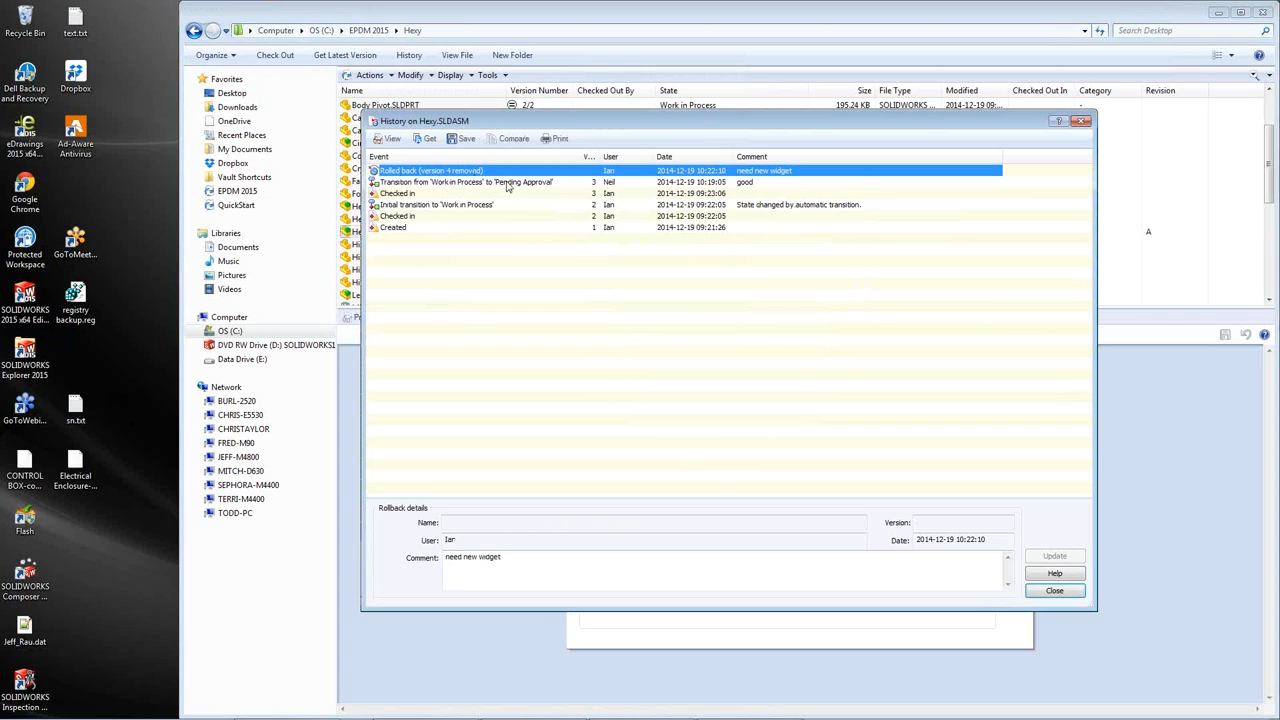 Recycle Bin
text.txt
Dell Backup and Recovery
Dropbox
eDrawings 2015 x64...
Ad-Aware Antivirus
Google Chrome
Protected Workspace
GoToMeet...
SOLIDWORKS 2015 x64 Edi...
registry backup.reg
SOLIDWORKS Explorer 2015
GoToWebi...
sn.txt
CONTROL BOX-co...
Electrical Enclosure-...
Flash
SOLIDWORKS Composer ...
Jeff_Rau.dat
SOLIDWORKS Inspection ...
Computer OS (C:) EPDM 2015 Hexy
Search Desktop
Organize Check Out Get Latest Version History View File New Folder
Favorites
Desktop
Downloads
OneDrive
Recent Places
My Documents
Dropbox
Vault Shortcuts
EPDM 2015
QuickStart
Libraries
Documents
Music
Pictures
Videos
Computer
OS (C:)
DVD RW Drive (D:) SOLIDWORKS1
Data Drive (E:)
Network
BURL-2520
CHRIS-E5530
CHRISTAYLOR
FRED-M90
JEFF-M4800
MITCH-D630
SEPHORA-M4400
TERRI-M4400
TODD-PC
Actions Modify Display Tools
Name Version Number Checked Out By State Size File Type Modified Checked Out In Category Revision
Body Pivot.SLDPRT 2/2 Work in Process 195.24 KB SOLIDWORKS ... 2014-12-19 09:...
A
History on Hexy.SLDASM
View Get Save Compare Print
Event V... User Date Comment
Rolled back (version 4 removed) Ian 2014-12-19 10:22:10 need new widget
Transition from 'Work in Process' to 'Pending Approval' 3 Neil 2014-12-19 10:19:05 good
Checked in 3 Ian 2014-12-19 09:23:06
Initial transition to 'Work in Process' 2 Ian 2014-12-19 09:22:05 State changed by automatic transition.
Checked in 2 Ian 2014-12-19 09:22:05
Created 1 Ian 2014-12-19 09:21:26
Rollback details
Name: Version:
User: Ian Date: 2014-12-19 10:22:10
Comment: need new widget
Update
Help
Close